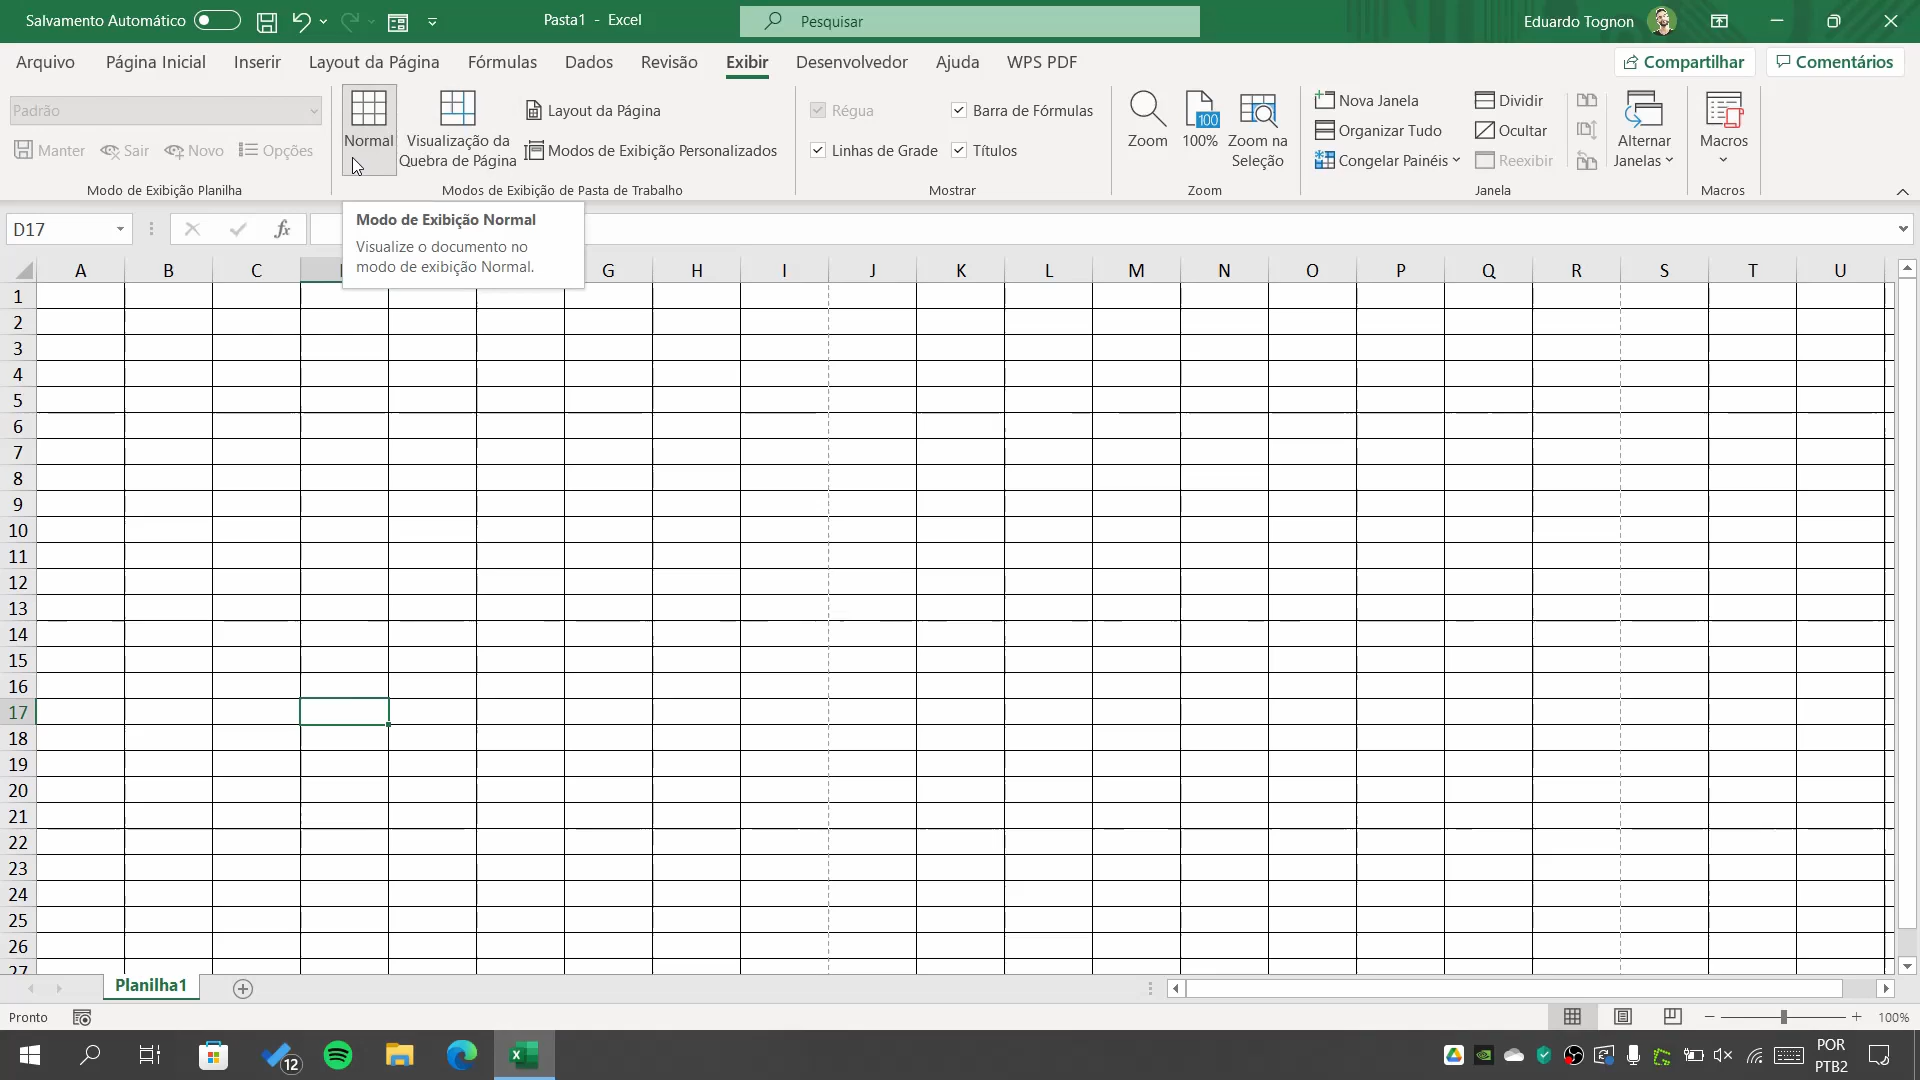 Salvamento Automático
Pasta1 - Excel
Pesquisar
Eduardo Tognon
Arquivo Página Inicial Inserir Layout da Página Fórmulas Dados Revisão Exibir Desenvolvedor Ajuda WPS PDF
Compartilhar Comentários
Padrão
Manter Sair Novo Opções
Modo de Exibição Planilha
Normal
Visualização da
Quebra de Página
Layout da Página
Modos de Exibição Personalizados
Modos de Exibição de Pasta de Trabalho
Régua Barra de Fórmulas
Linhas de Grade Títulos
Mostrar
Zoom
100
100%
Zoom na
Seleção
Zoom
Nova Janela
Organizar Tudo
Congelar Painéis
Dividir
Ocultar
Reexibir
Alternar
Janelas
Janela
Macros
Macros
D17
fx
Modo de Exibição Normal
Visualize o documento no
modo de exibição Normal.
A B C G H I J K L M N O P Q R S T U
1
2
3
4
5
6
7
8
9
10
11
12
13
14
15
16
17
18
19
20
21
22
23
24
25
26
27
Planilha1
Pronto
100%
12
X
POR
PTB2